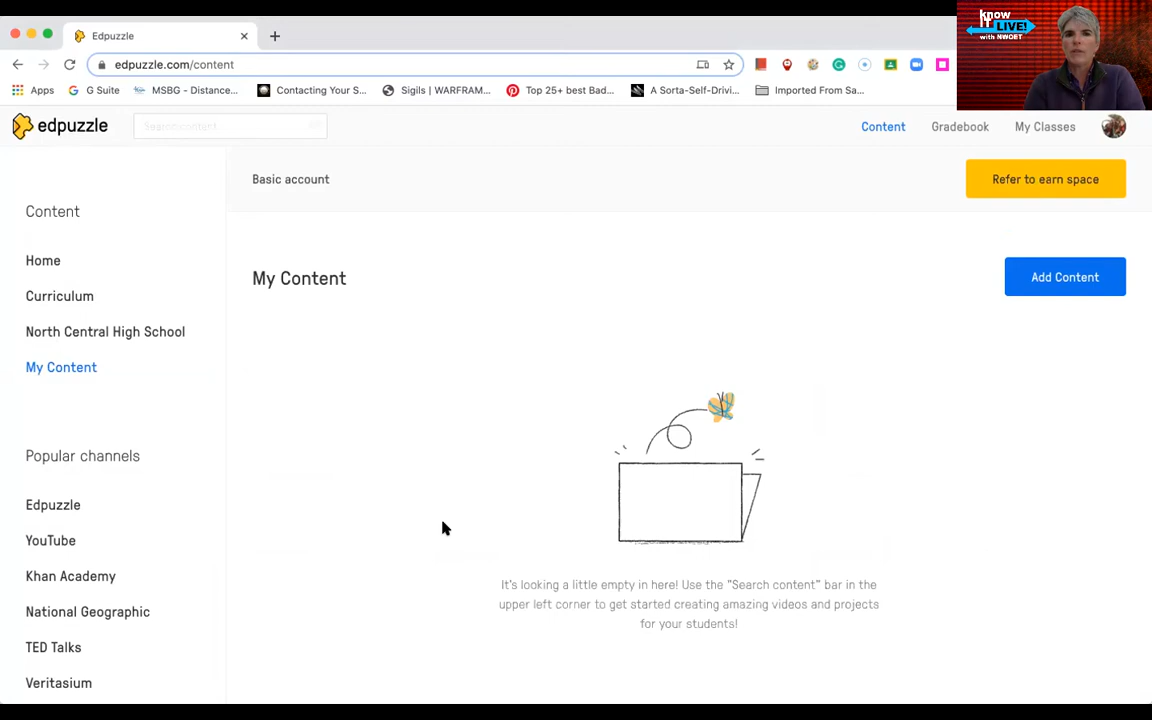 Edpuzzle
know
IT
LIVE!
with NWOET
edpuzzle.com/content
Apps
G Suite
MSBG - Distance...
Contacting Your S...
Sigils | WARFRAM...
Top 25+ best Bad...
A Sorta-Self-Drivi...
Imported From Sa...
edpuzzle
Search content
Content
Gradebook
My Classes
Basic account
Refer to earn space
Content
Home
Curriculum
North Central High School
My Content
My Content
Add Content
Popular channels
Edpuzzle
YouTube
Khan Academy
National Geographic
TED Talks
Veritasium
It's looking a little empty in here! Use the "Search content" bar in the
upper left corner to get started creating amazing videos and projects
for your students!